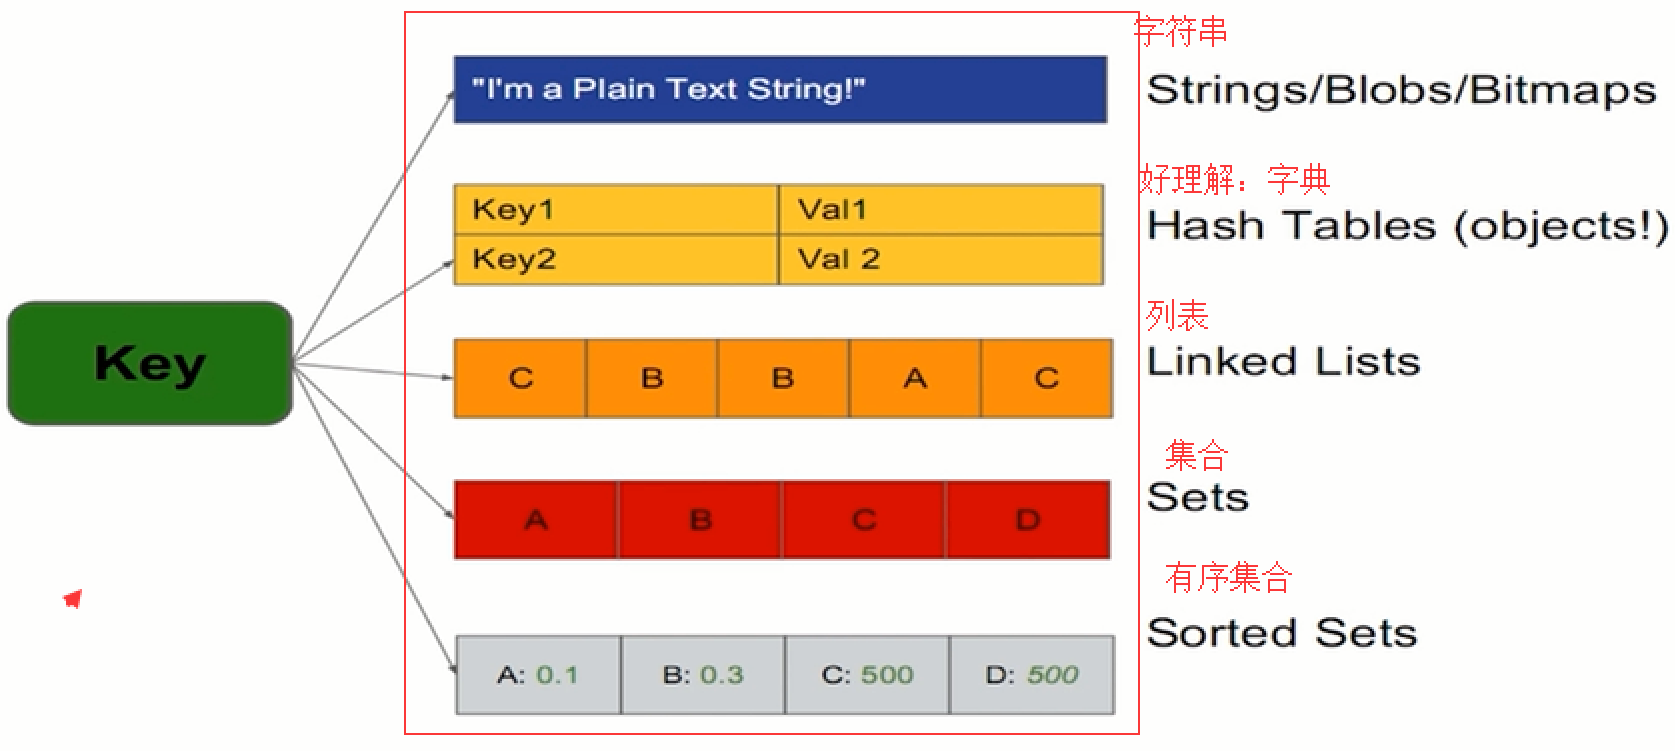 字符串
"I'm a Plain Text String!"
Strings/Blobs/Bitmaps
好理解：字典
Key1 Val1
Hash Tables (objects!)
Key2 Val 2
Key
列表
Linked Lists
C B B A C
集合
Sets
A B C D
有序集合
Sorted Sets
A: 0.1 B: 0.3 C: 500 D: 500